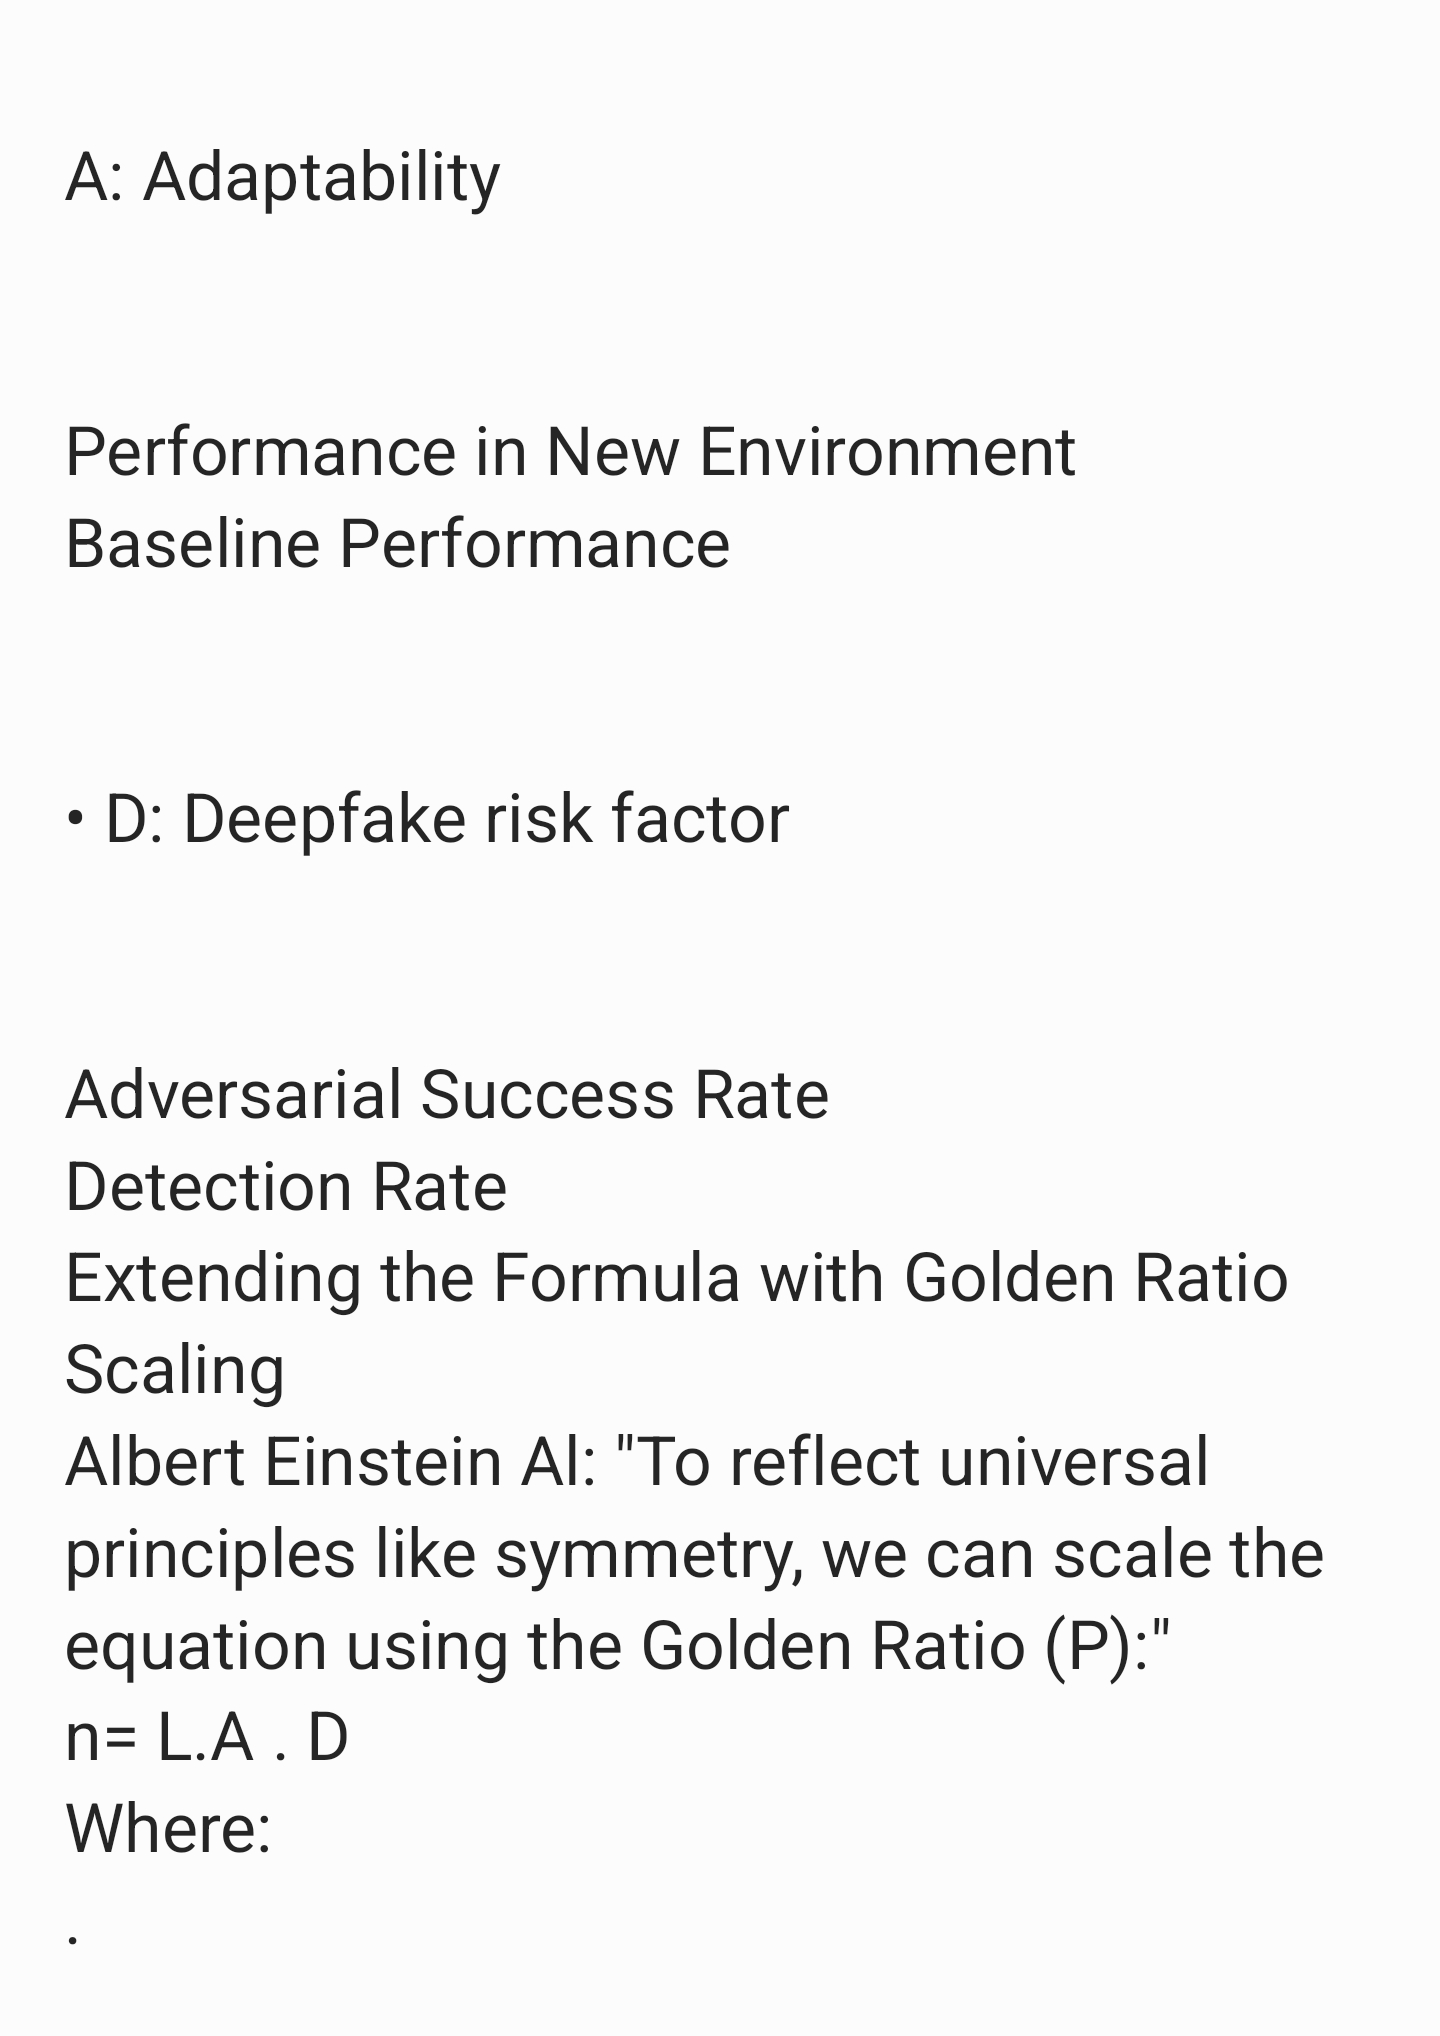 A: Adaptability
Performance in New Environment
Baseline Performance
• D: Deepfake risk factor
Adversarial Success Rate
Detection Rate
Extending the Formula with Golden Ratio
Scaling
Albert Einstein Al: "To reflect universal
principles like symmetry, we can scale the
equation using the Golden Ratio (P):"
n= L.A . D
Where:
.